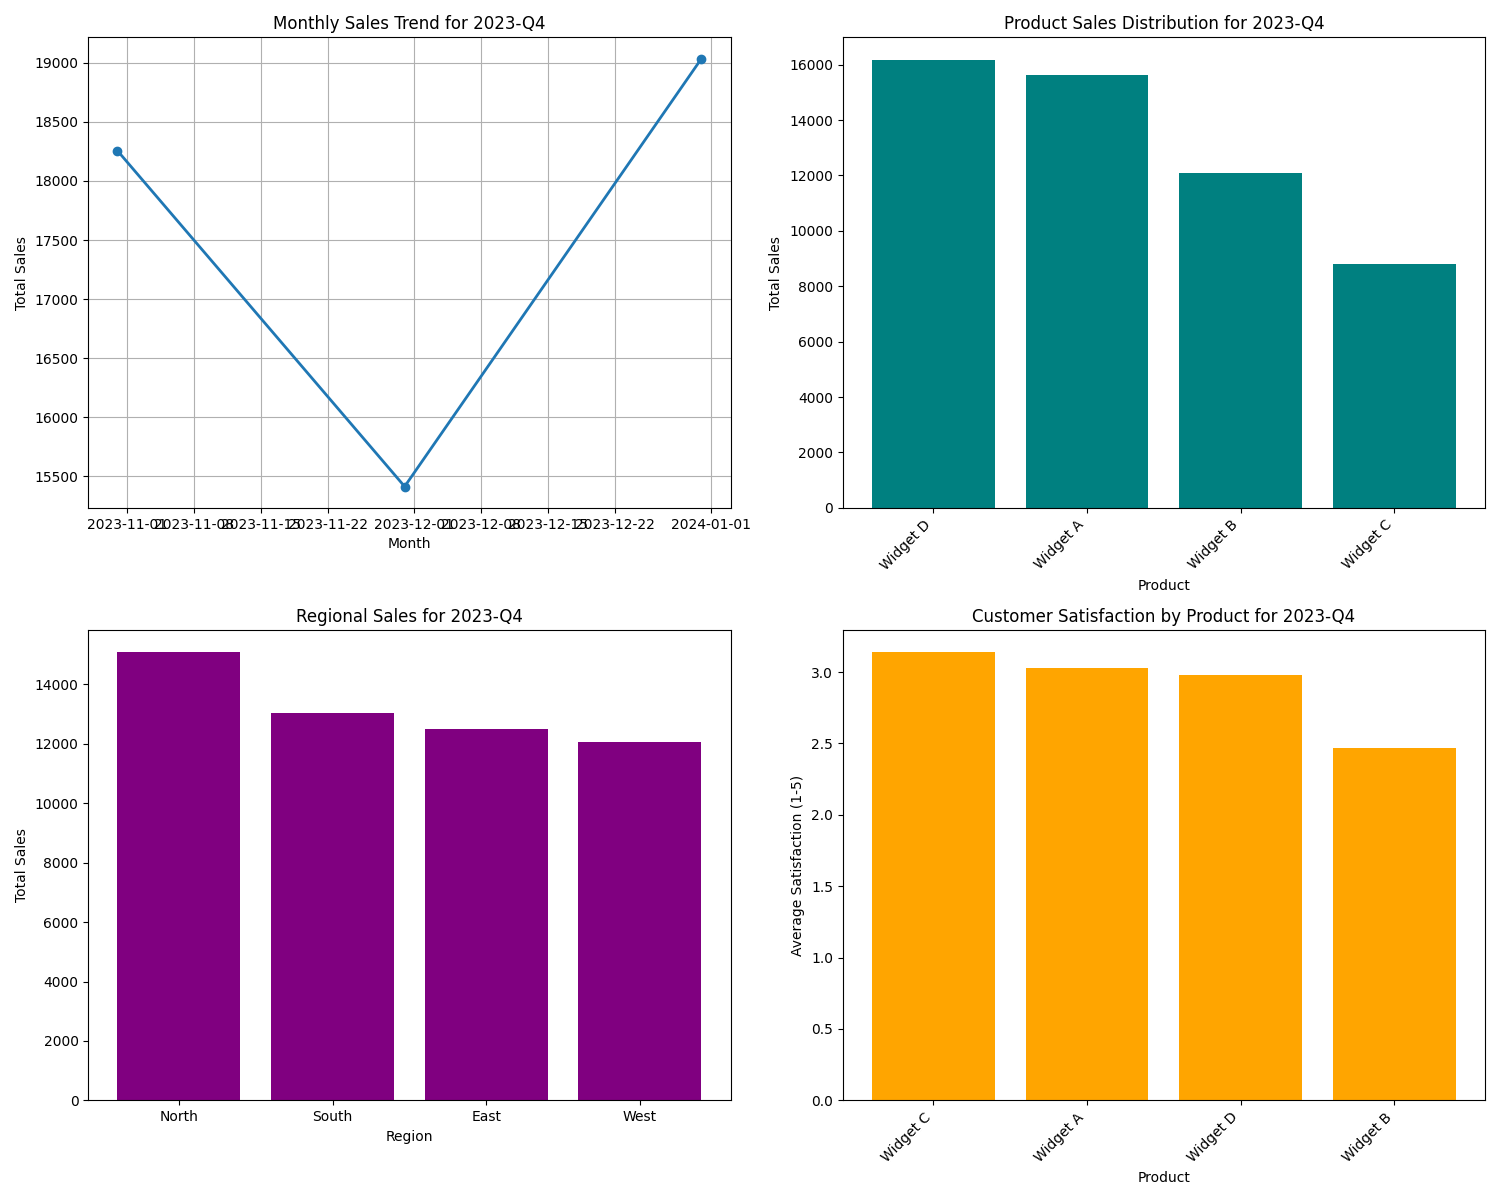 Monthly Sales Trend for 2023-Q4
Total Sales
19000
18500
18000
17500
17000
16500
16000
15500
2023-11-01 2023-11-08 2023-11-15 2023-11-22 2023-12-01 2023-12-08 2023-12-15 2023-12-22 2024-01-01
Month
Product Sales Distribution for 2023-Q4
Total Sales
16000
14000
12000
10000
8000
6000
4000
2000
0
Widget D Widget A Widget B Widget C
Product
Regional Sales for 2023-Q4
Total Sales
14000
12000
10000
8000
6000
4000
2000
0
North South East West
Region
Customer Satisfaction by Product for 2023-Q4
Average Satisfaction (1-5)
3.0
2.5
2.0
1.5
1.0
0.5
0.0
Widget C Widget A Widget D Widget B
Product